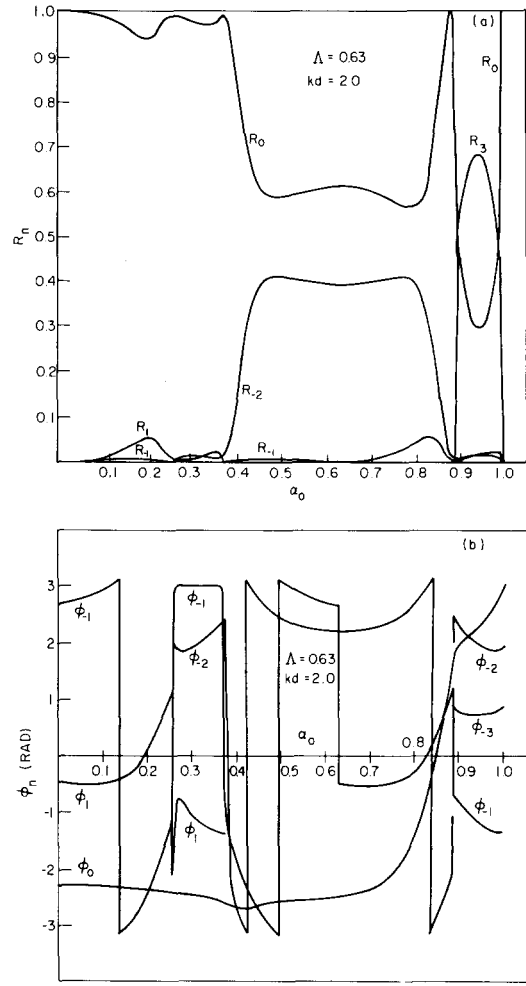 (a)
Λ = 0.63
kd = 2.0
R₀
R₀
R₃
R₋₂
R₁
R₋₁
R₋₁
Rₙ
1.0
0.9
0.8
0.7
0.6
0.5
0.4
0.3
0.2
0.1
0.1 0.2 0.3 0.4 0.5 0.6 0.7 0.8 0.9 1.0
α₀
(b)
ϕ₋₁
ϕ₋₁
ϕ₋₂
ϕ₋₂
Λ = 0.63
kd = 2.0
α₀
ϕ₋₃
ϕ₋₁
ϕ₁
ϕ₁
ϕ₀
ϕₙ (RAD)
3
2
1
-1
-2
-3
0.1 0.2 0.3 0.4 0.5 0.6 0.7 0.8 0.9 1.0